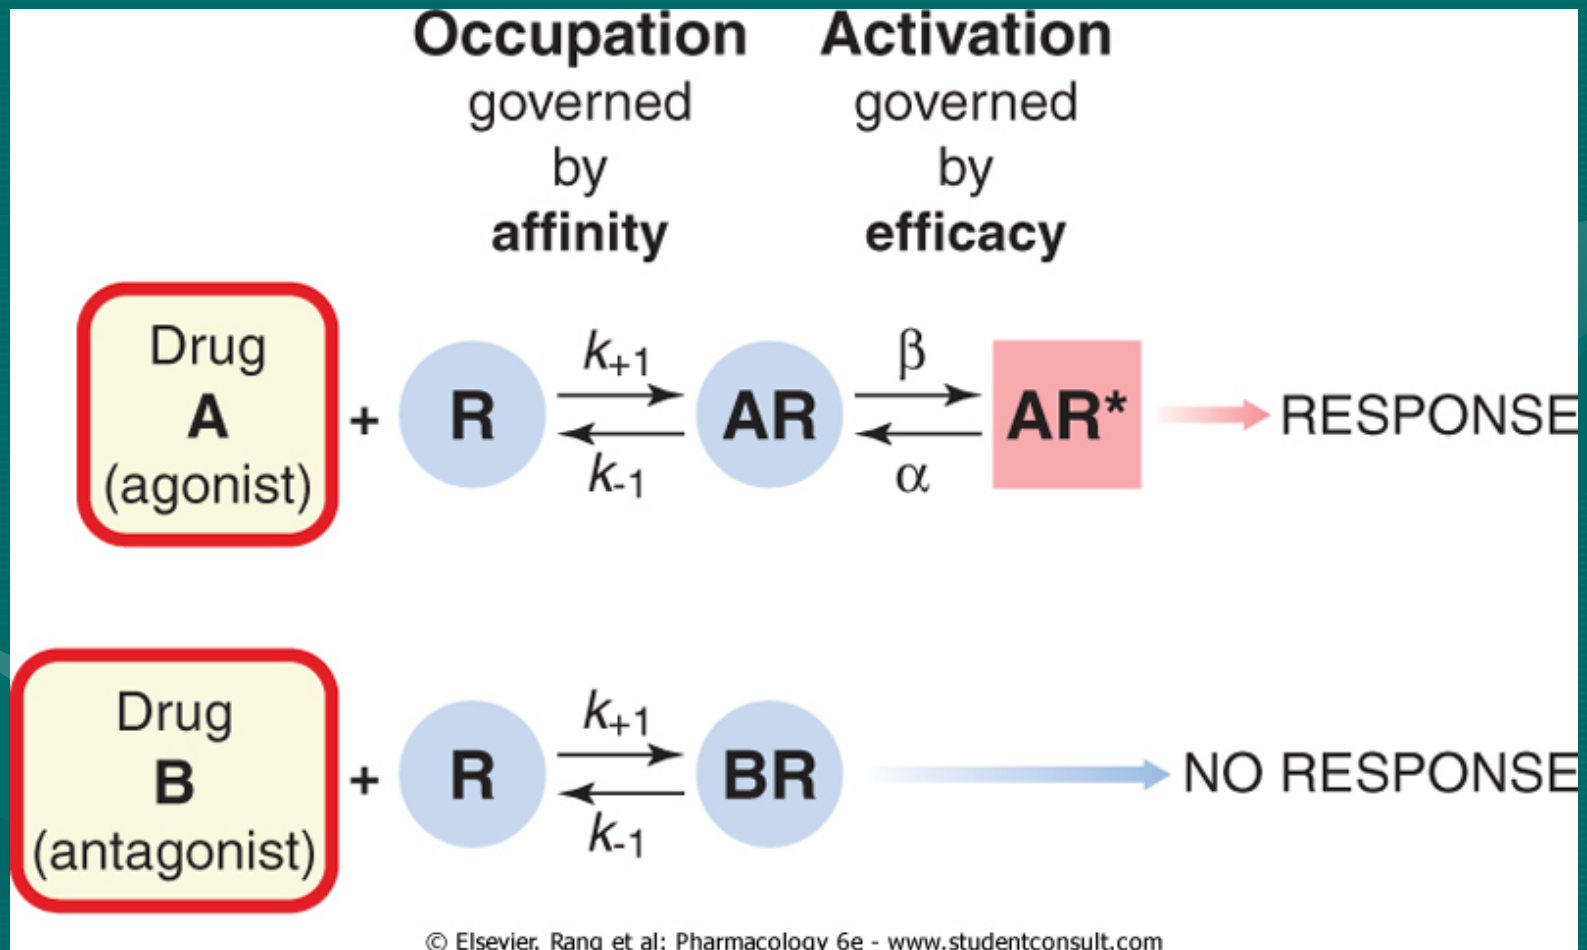 Occupation
governed
by
affinity
Activation
governed
by
efficacy
Drug
A
(agonist)
+
R
k+1
k-1
AR
β
α
AR*
RESPONSE
Drug
B
(antagonist)
+
R
k+1
k-1
BR
NO RESPONSE
© Elsevier. Rang et al: Pharmacology 6e - www.studentconsult.com